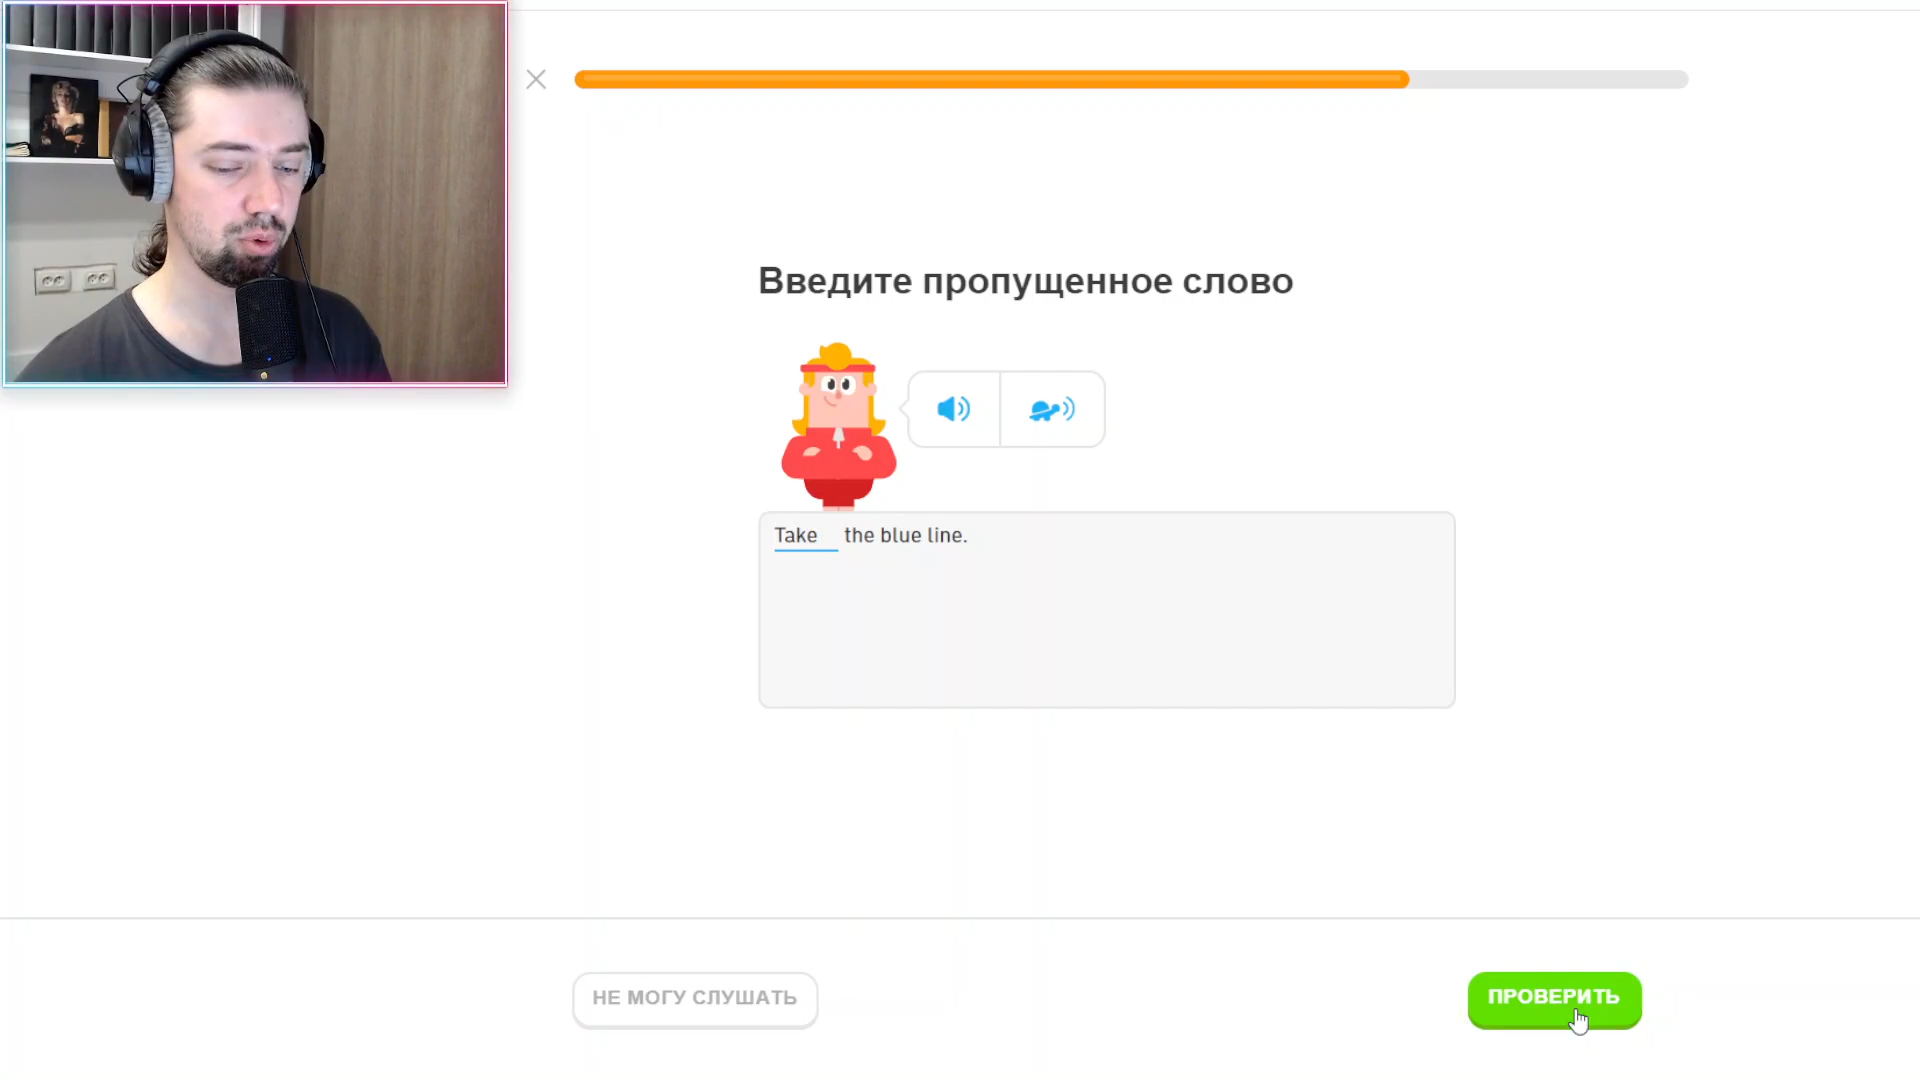 Введите пропущенное слово
Take the blue line.
НЕ МОГУ СЛУШАТЬ
ПРОВЕРИТЬ